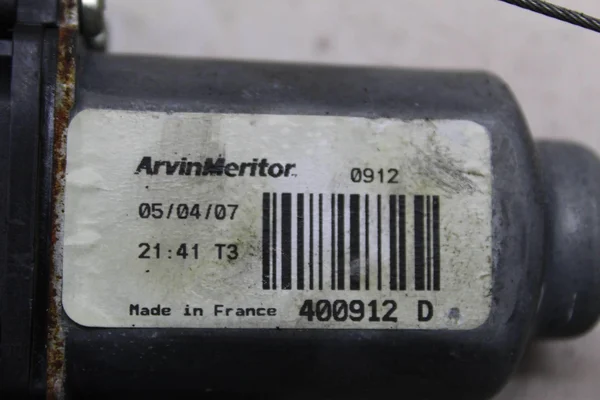 ArvinMeritor 0912
05/04/07
21:41 T3
Made in France 400912 D